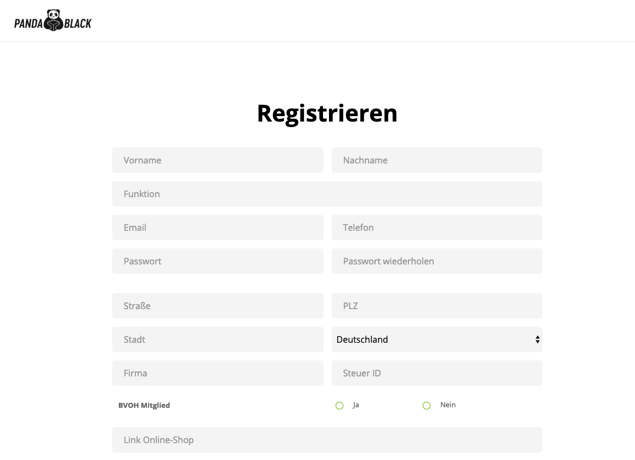 PANDA BLACK
Registrieren
Vorname Nachname
Funktion
Email Telefon
Passwort Passwort wiederholen
Straße PLZ
Stadt Deutschland
Firma Steuer ID
BVOH Mitglied Ja Nein
Link Online-Shop